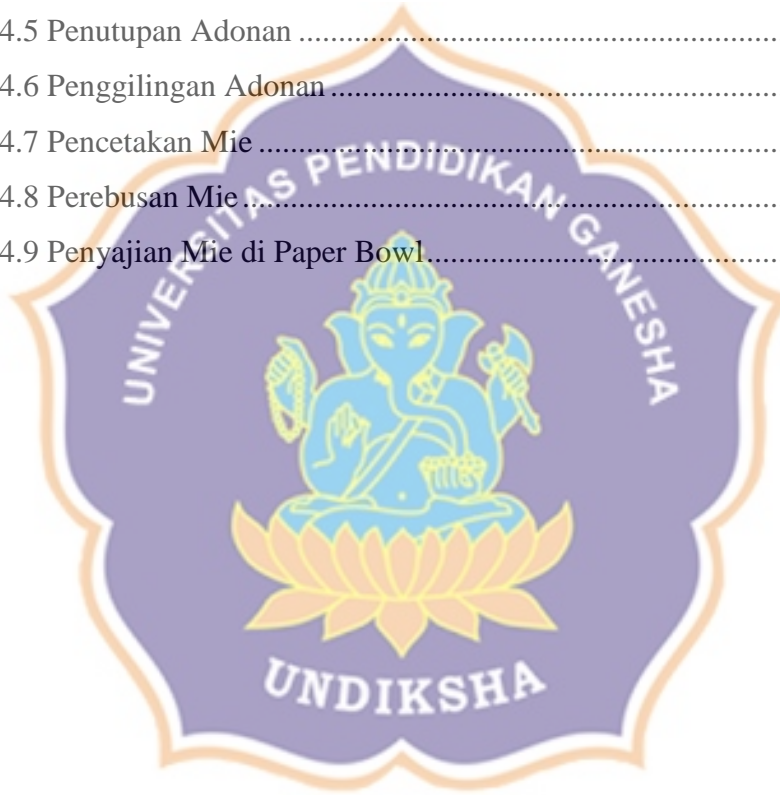 4.5 Penutupan Adonan ............................................................
4.6 Penggilingan Adonan ........................................................
4.7 Pencetakan Mie .................................................................
4.8 Perebusan Mie ...................................................................
4.9 Penyajian Mie di Paper Bowl............................................
UNIVERSITAS PENDIDIKAN GANESHA
UNDIKSHA